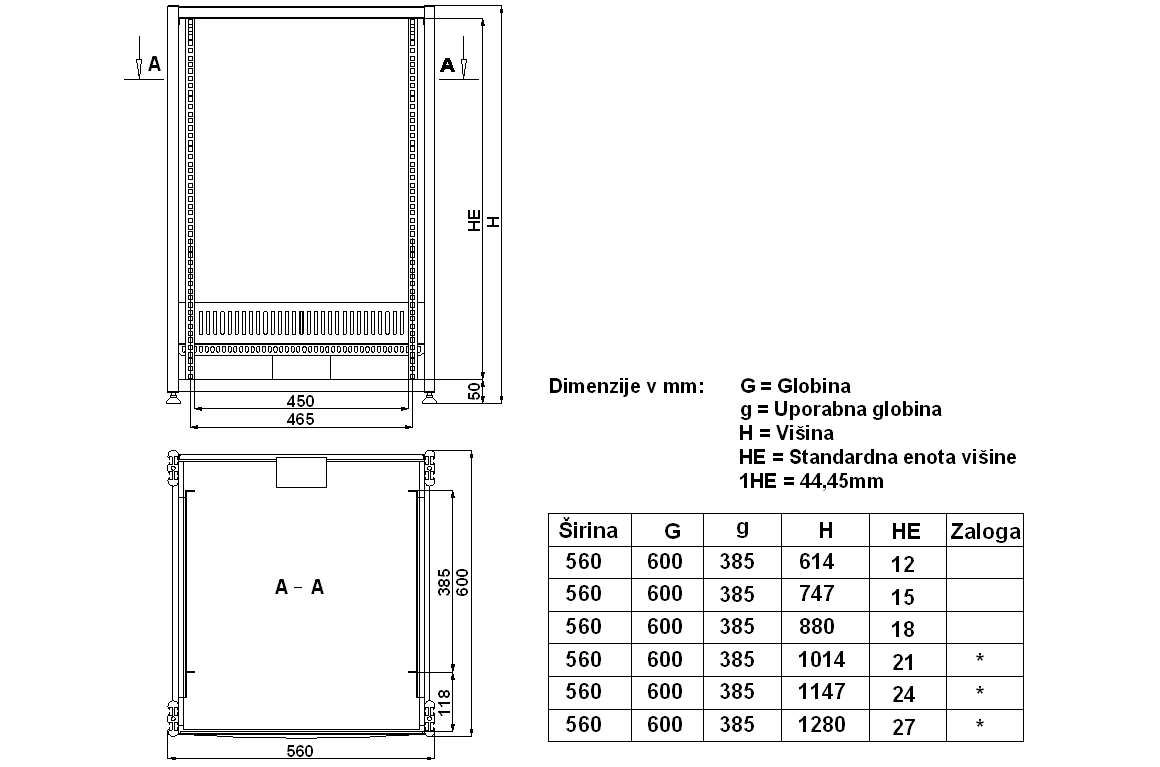 A
A
HE
H
50
450
465
A – A
385
600
118
560
Dimenzije v mm: G = Globina
g = Uporabna globina
H = Višina
HE = Standardna enota višine
1HE = 44,45mm
Širina G g H HE Zaloga
560 600 385 614 12
560 600 385 747 15
560 600 385 880 18
560 600 385 1014 21 *
560 600 385 1147 24 *
560 600 385 1280 27 *